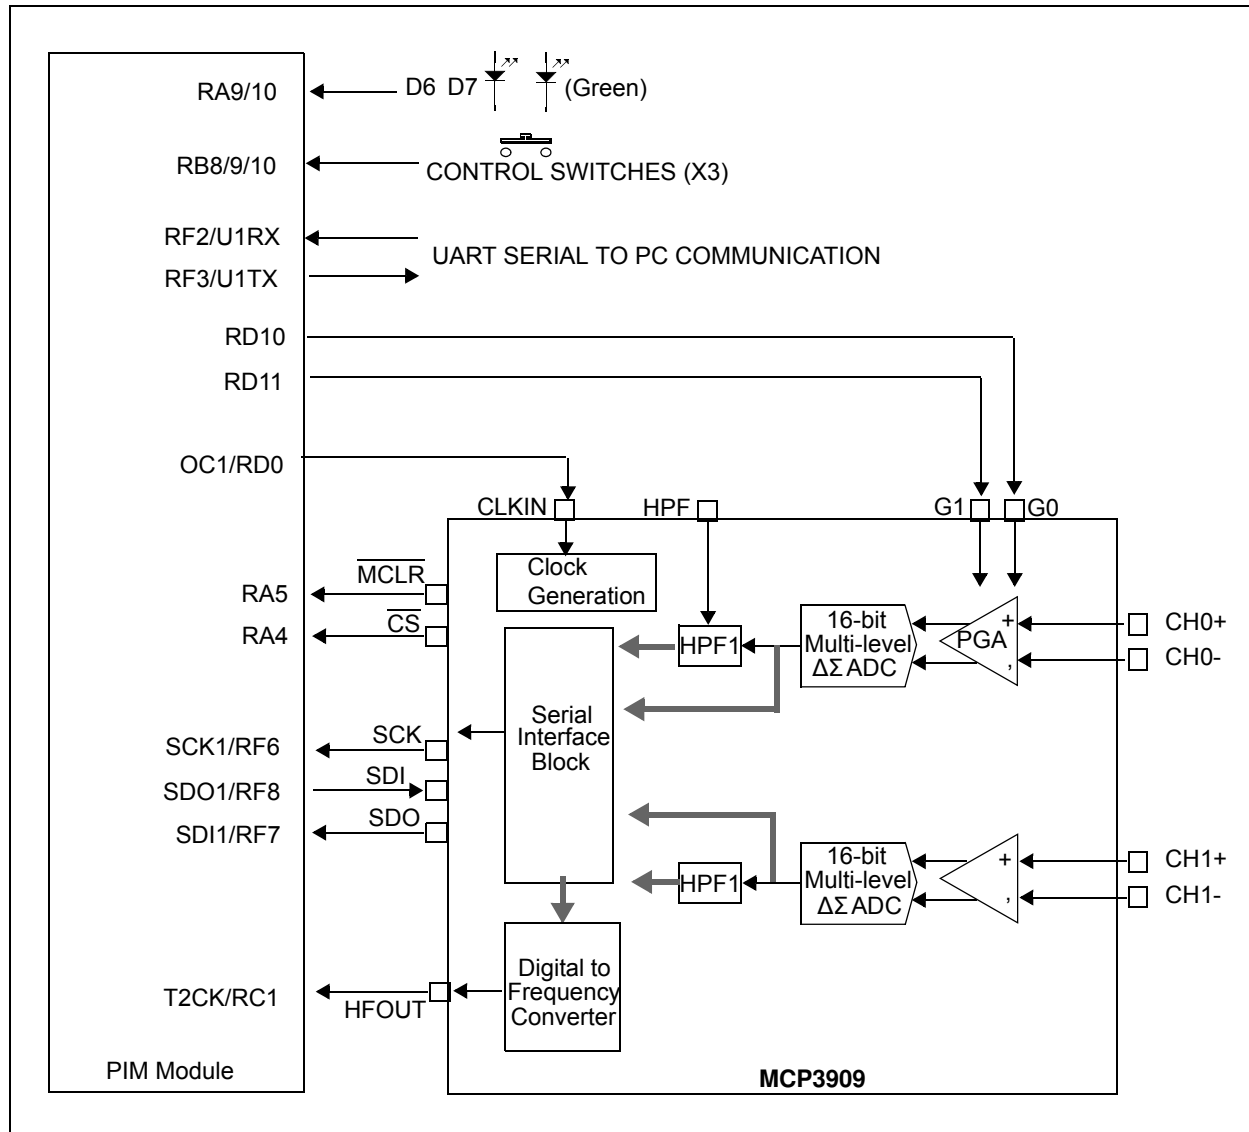 RA9/10
D6 D7
(Green)
RB8/9/10
CONTROL SWITCHES (X3)
RF2/U1RX
UART SERIAL TO PC COMMUNICATION
RF3/U1TX
RD10
RD11
OC1/RD0
CLKIN
HPF
G1
G0
Clock
Generation
MCLR
RA5
CS
RA4
HPF1
16-bit
Multi-level
ΔΣ ADC
+
PGA
,
CH0+
CH0-
Serial
Interface
Block
SCK
SCK1/RF6
SDI
SDO1/RF8
SDO
SDI1/RF7
HPF1
16-bit
Multi-level
ΔΣ ADC
+
,
CH1+
CH1-
Digital to
Frequency
Converter
T2CK/RC1
HFOUT
PIM Module
MCP3909